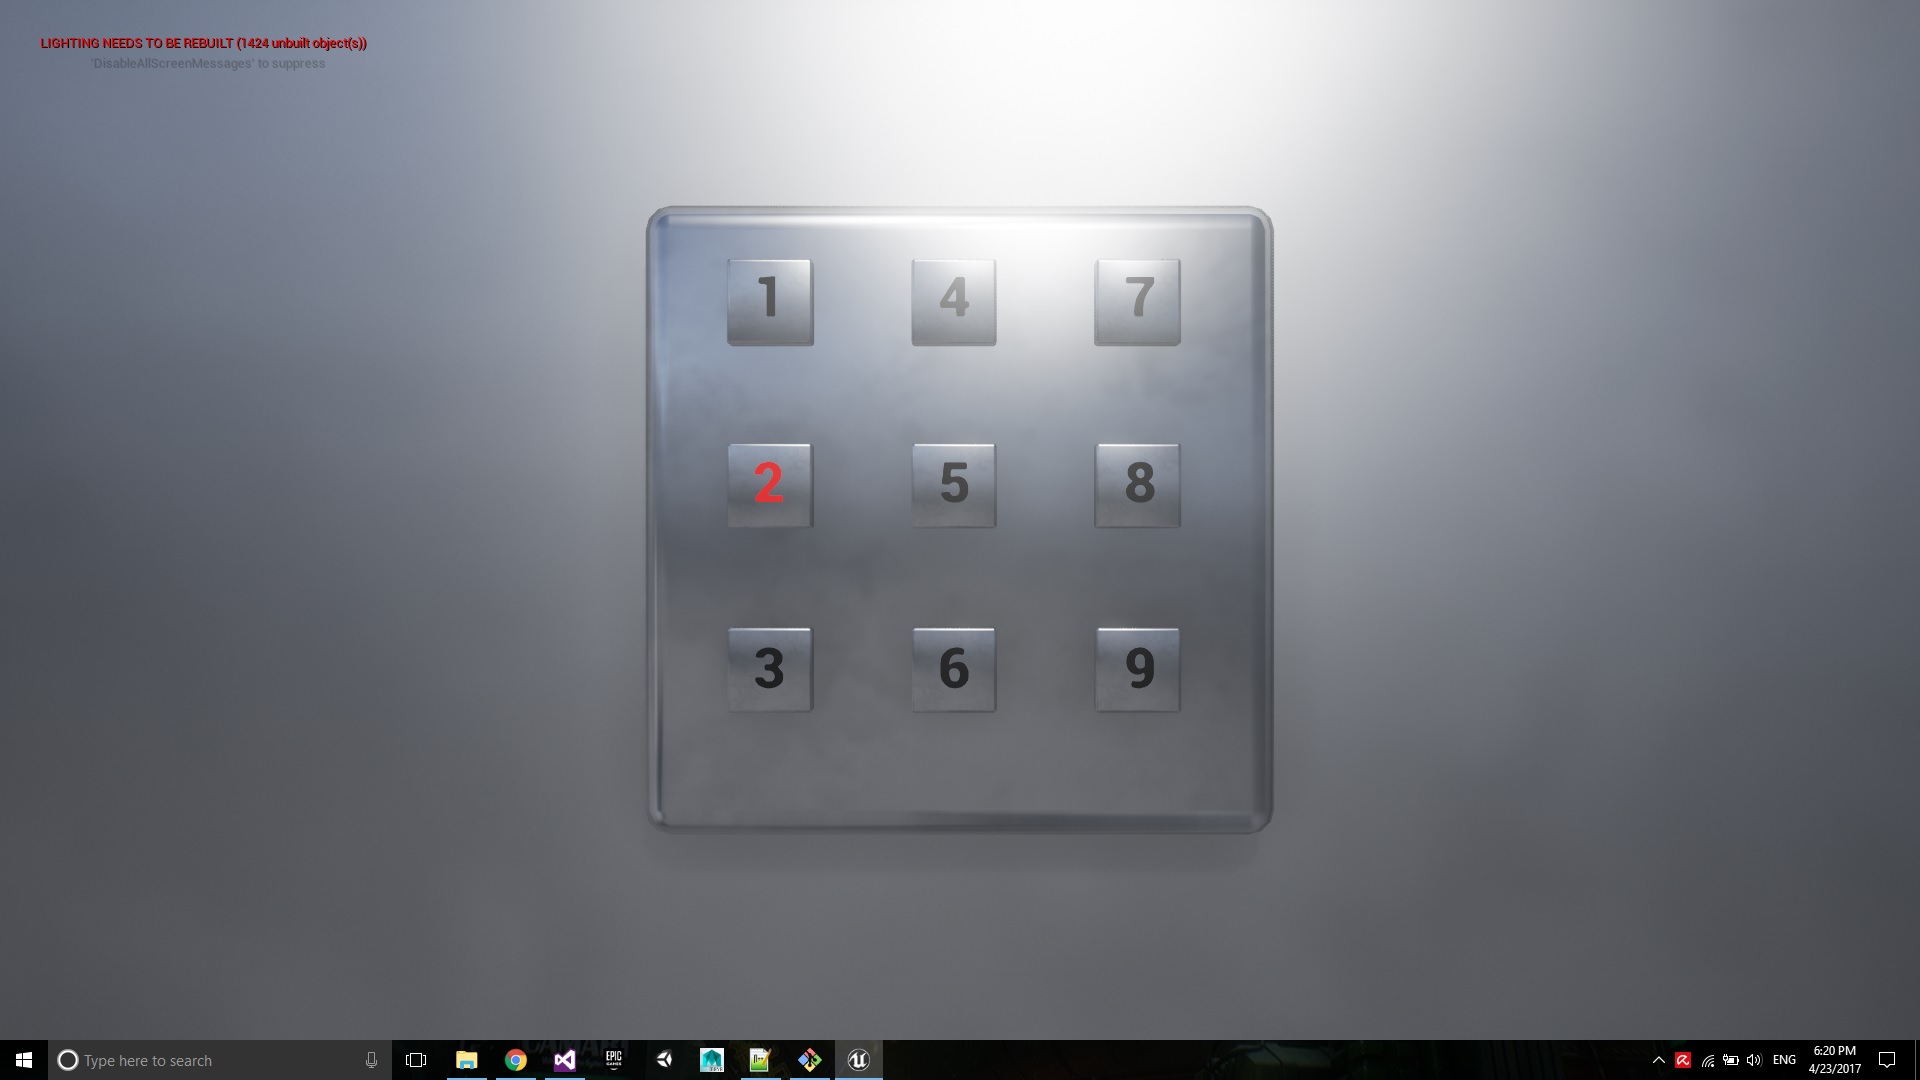 LIGHTING NEEDS TO BE REBUILT (1424 unbuilt object(s))
'DisableAllScreenMessages' to suppress
1 4 7
2 5 8
3 6 9
Type here to search
EPIC
GAMES
ENG
6:20 PM
4/23/2017